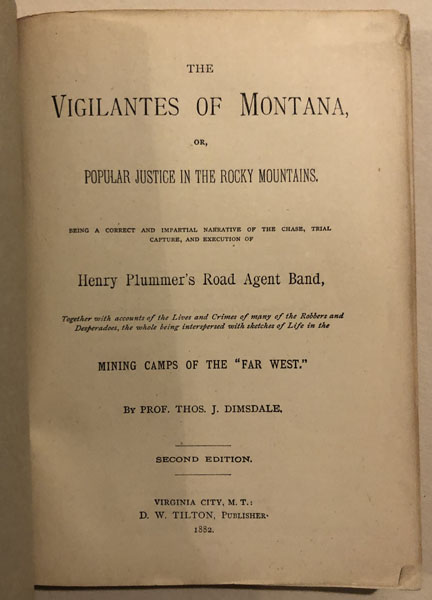 THE
VIGILANTES OF MONTANA,
OR,
POPULAR JUSTICE IN THE ROCKY MOUNTAINS.
BEING A CORRECT AND IMPARTIAL NARRATIVE OF THE CHASE, TRIAL
CAPTURE, AND EXECUTION OF
Henry Plummer's Road Agent Band,
Together with accounts of the Lives and Crimes of many of the Robbers and
Desperadoes, the whole being interspersed with sketches of Life in the
MINING CAMPS OF THE "FAR WEST."
BY PROF. THOS. J. DIMSDALE.
SECOND EDITION.
VIRGINIA CITY, M. T.:
D. W. TILTON, PUBLISHER.
1882.